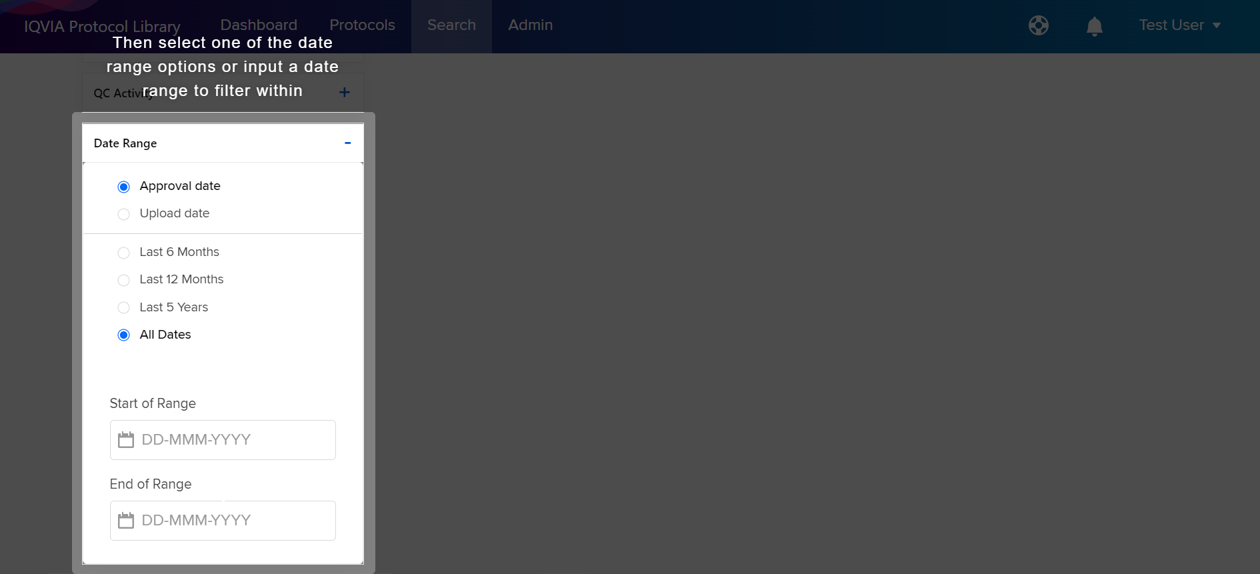 IQVIA Protocol Library
Dashboard
Protocols
Search
Admin
Test User
Then select one of the date
range options or input a date
range to filter within
QC Activity
+
Date Range
-
Approval date
Upload date
Last 6 Months
Last 12 Months
Last 5 Years
All Dates
Start of Range
DD-MMM-YYYY
End of Range
DD-MMM-YYYY